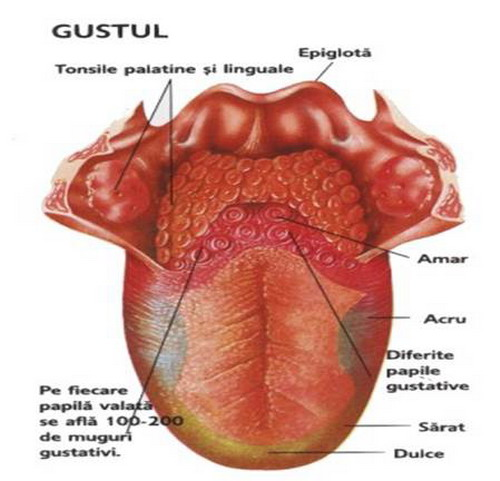 GUSTUL
Epiglotă
Tonsile palatine și linguale
Amar
Acru
Diferite
papile
gustative
Pe fiecare
papilă valată
se află 100-200
de muguri
gustativi.
Sărat
Dulce